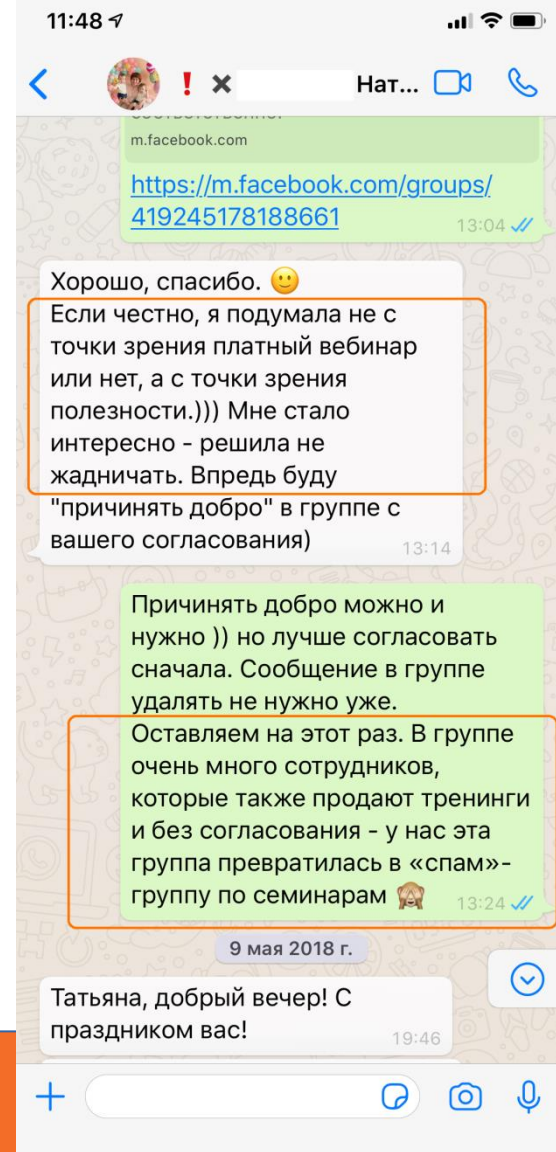 11:48
Нат...
m.facebook.com
https://m.facebook.com/groups/
419245178188661
13:04
Хорошо, спасибо. 🙂
Если честно, я подумала не с
точки зрения платный вебинар
или нет, а с точки зрения
полезности.))) Мне стало
интересно - решила не
жадничать. Впредь буду
"причинять добро" в группе с
вашего согласования)
13:14
Причинять добро можно и
нужно )) но лучше согласовать
сначала. Сообщение в группе
удалять не нужно уже.
Оставляем на этот раз. В группе
очень много сотрудников,
которые также продают тренинги
и без согласования - у нас эта
группа превратилась в «спам»-
группу по семинарам 🙈
13:24
9 мая 2018 г.
Татьяна, добрый вечер! С
праздником вас!
19:46